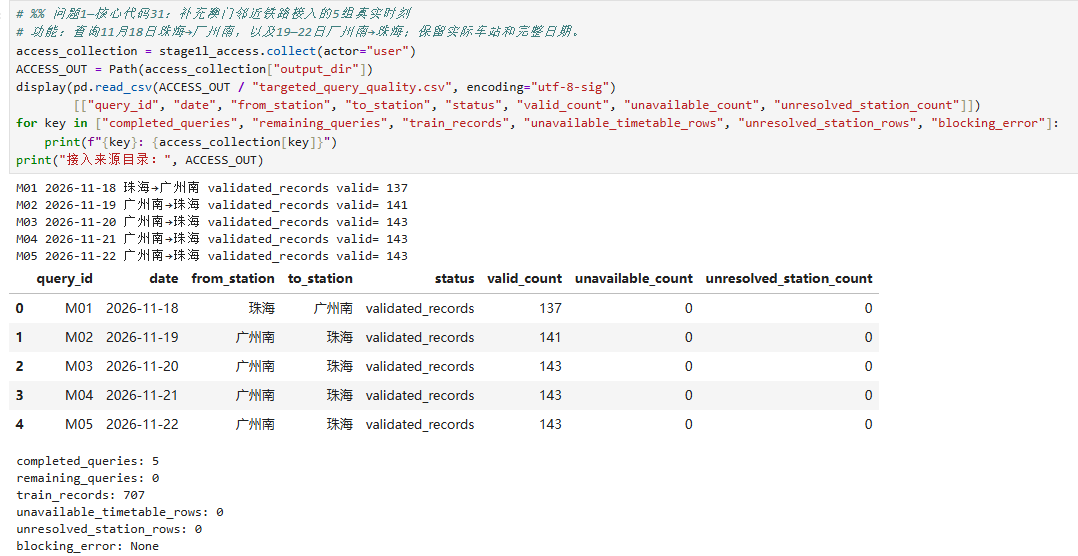 # %% 问题1—核心代码31：补充澳门邻近铁路接入的5组真实时刻
# 功能：查询11月18日珠海→广州南，以及19—22日广州南→珠海；保留实际车站和完整日期。
access_collection = stage1l_access.collect(actor="user")
ACCESS_OUT = Path(access_collection["output_dir"])
display(pd.read_csv(ACCESS_OUT / "targeted_query_quality.csv", encoding="utf-8-sig")
        [["query_id", "date", "from_station", "to_station", "status", "valid_count", "unavailable_count", "unresolved_station_count"]])
for key in ["completed_queries", "remaining_queries", "train_records", "unavailable_timetable_rows", "unresolved_station_rows", "blocking_error"]:
    print(f"{key}: {access_collection[key]}")
print("接入来源目录：", ACCESS_OUT)
M01 2026-11-18 珠海→广州南 validated_records valid= 137
M02 2026-11-19 广州南→珠海 validated_records valid= 141
M03 2026-11-20 广州南→珠海 validated_records valid= 143
M04 2026-11-21 广州南→珠海 validated_records valid= 143
M05 2026-11-22 广州南→珠海 validated_records valid= 143
query_id date from_station to_station status valid_count unavailable_count unresolved_station_count
0 M01 2026-11-18 珠海 广州南 validated_records 137 0 0
1 M02 2026-11-19 广州南 珠海 validated_records 141 0 0
2 M03 2026-11-20 广州南 珠海 validated_records 143 0 0
3 M04 2026-11-21 广州南 珠海 validated_records 143 0 0
4 M05 2026-11-22 广州南 珠海 validated_records 143 0 0
completed_queries: 5
remaining_queries: 0
train_records: 707
unavailable_timetable_rows: 0
unresolved_station_rows: 0
blocking_error: None